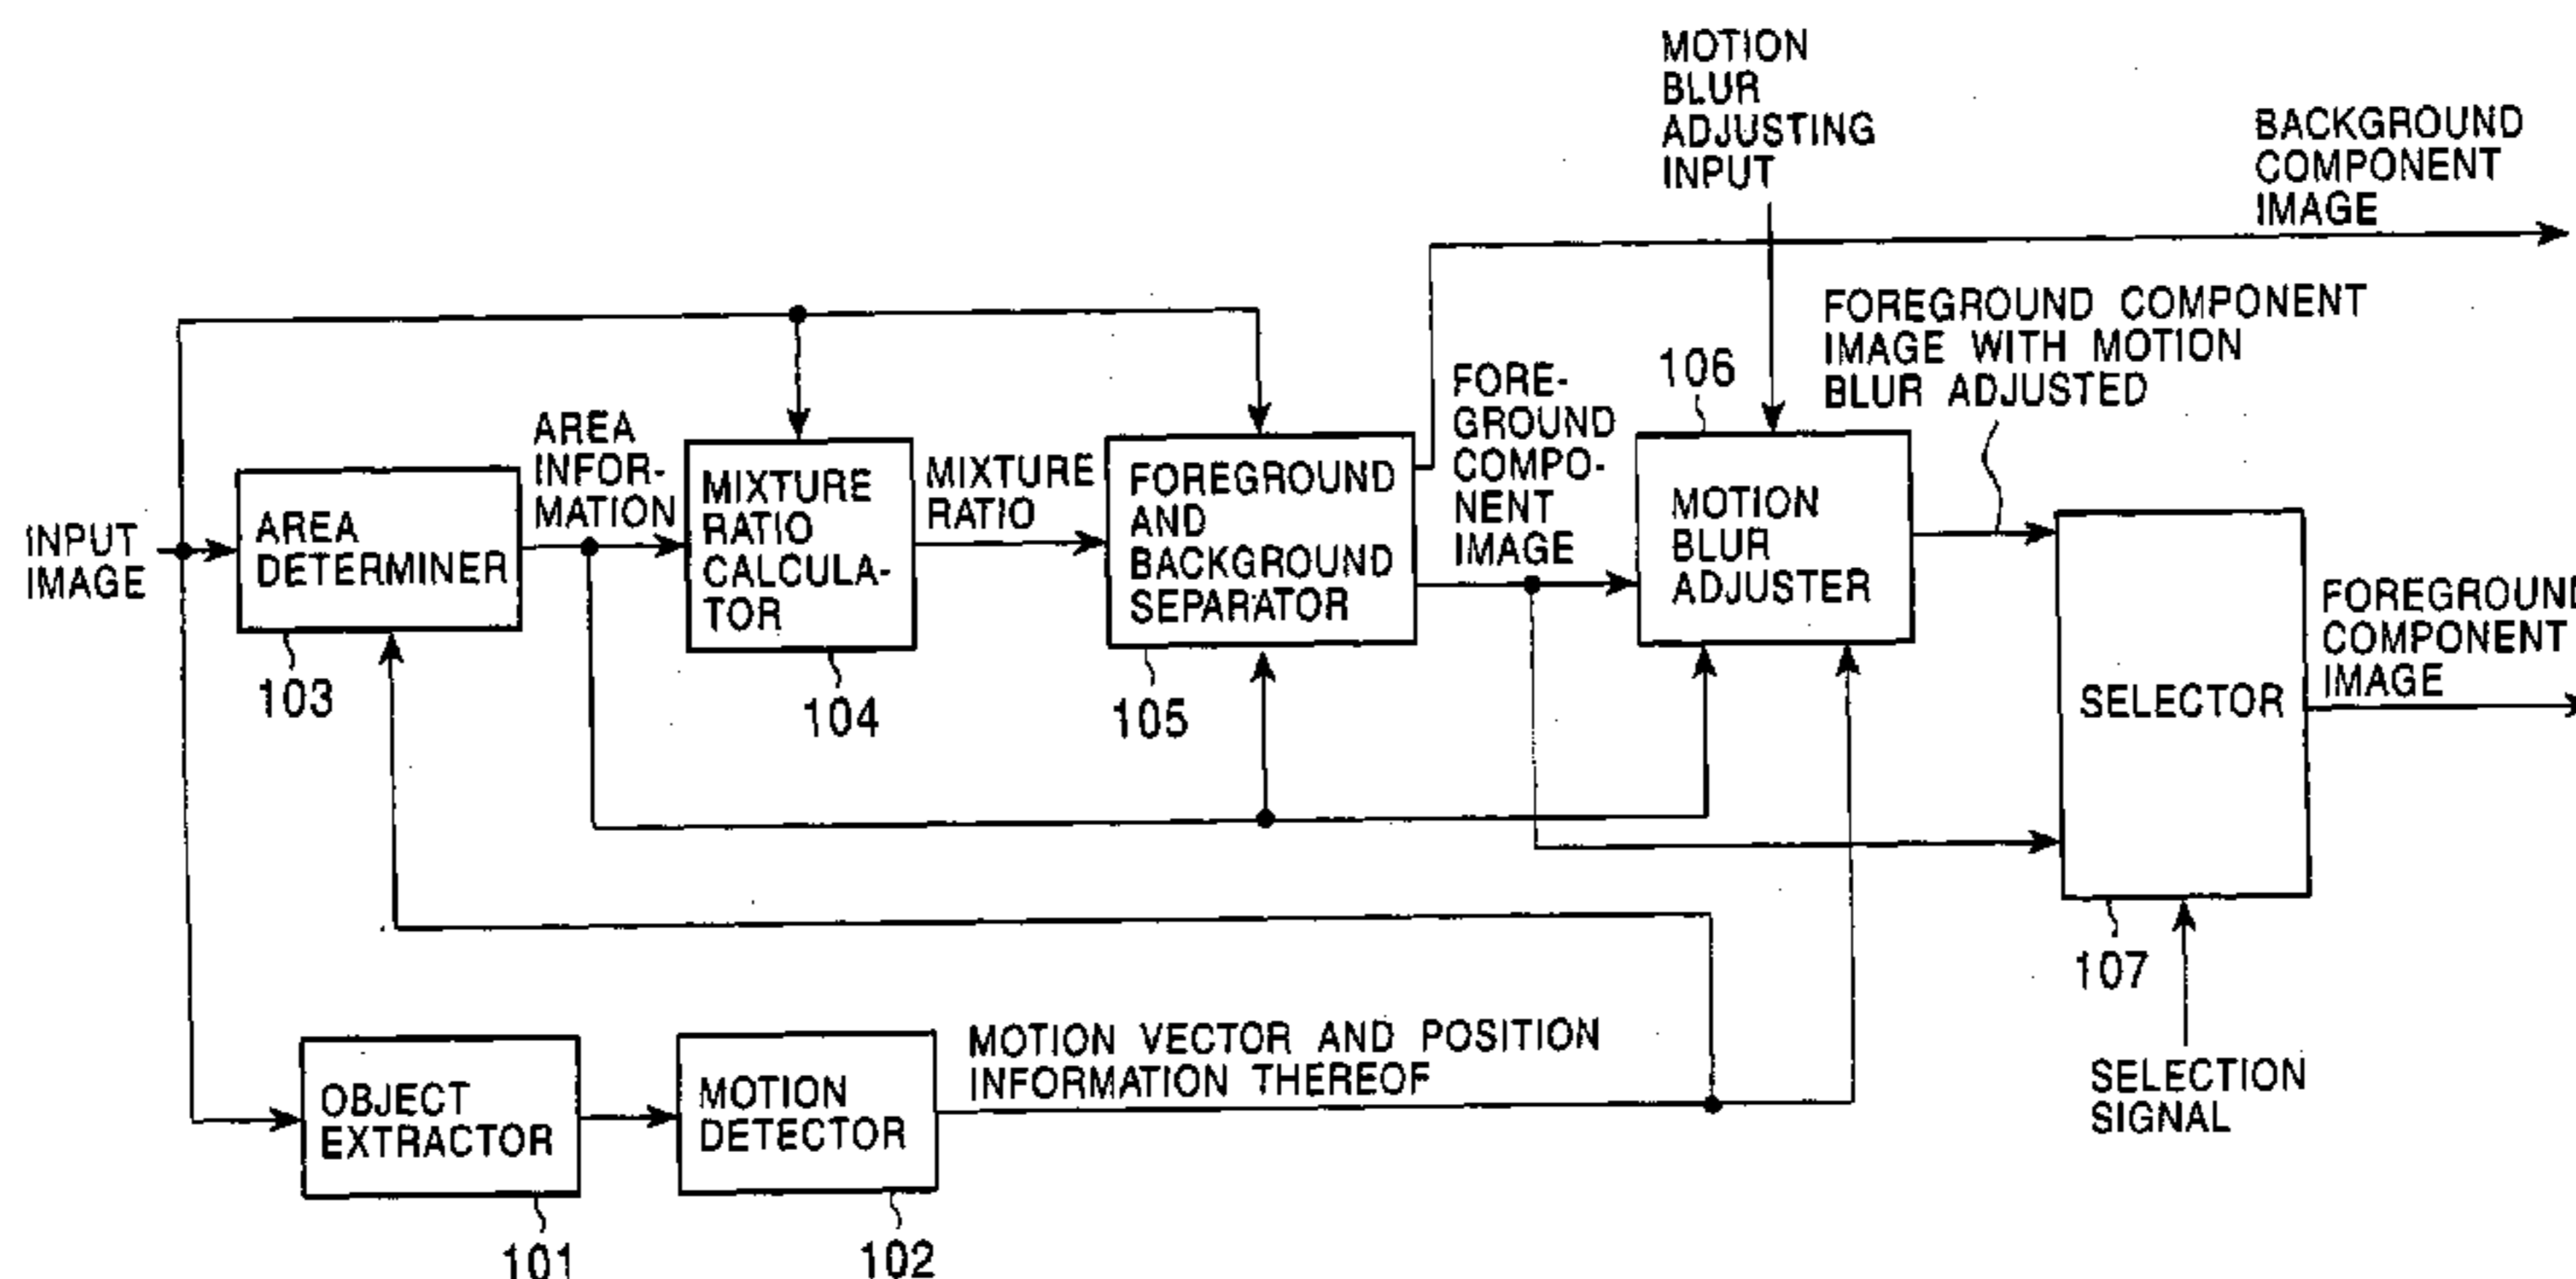 MOTION
BLUR
ADJUSTING
INPUT
BACKGROUND
COMPONENT
IMAGE
FOREGROUND COMPONENT
IMAGE WITH MOTION
BLUR ADJUSTED
106
FORE-
GROUND
COMPO-
NENT
IMAGE
AREA
INFOR-
MATION
MIXTURE
RATIO
INPUT
IMAGE
AREA
DETERMINER
103
MIXTURE
RATIO
CALCULA-
TOR
104
FOREGROUND
AND
BACKGROUND
SEPARATOR
105
MOTION
BLUR
ADJUSTER
SELECTOR
107
FOREGROUND
COMPONENT
IMAGE
SELECTION
SIGNAL
OBJECT
EXTRACTOR
101
MOTION
DETECTOR
102
MOTION VECTOR AND POSITION
INFORMATION THEREOF